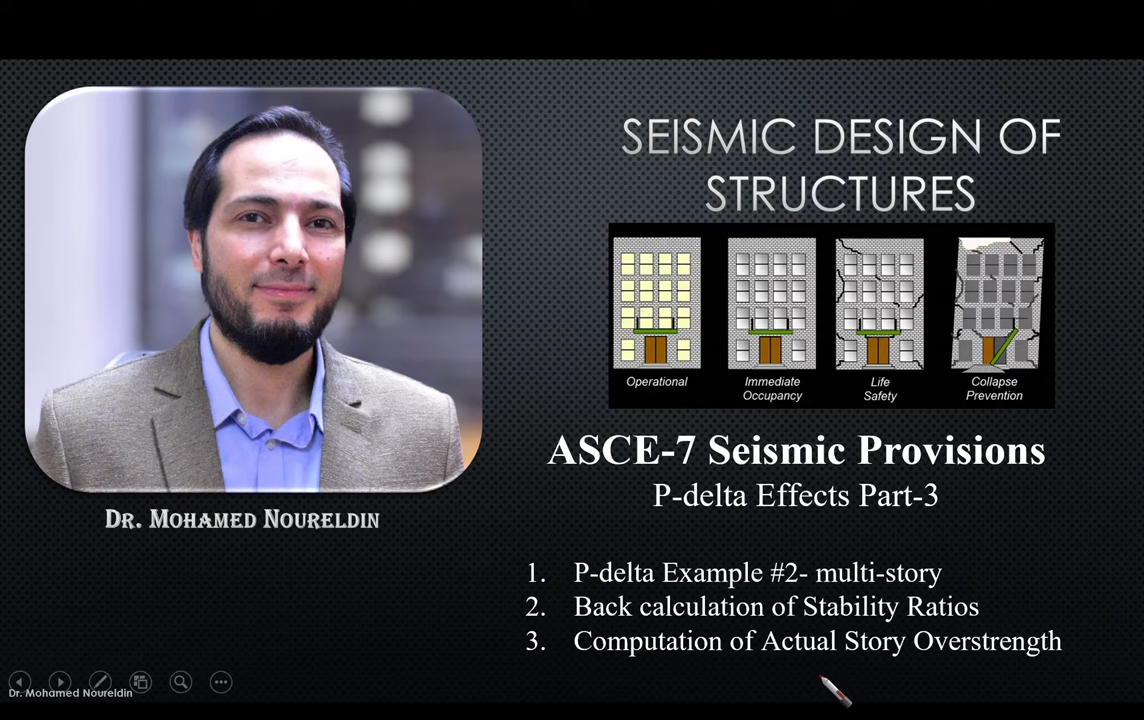 SEISMIC DESIGN OF
STRUCTURES
Operational
Immediate
Occupancy
Life
Safety
Collapse
Prevention
ASCE-7 Seismic Provisions
P-delta Effects Part-3
Dr. Mohamed Noureldin
1. P-delta Example #2- multi-story
2. Back calculation of Stability Ratios
3. Computation of Actual Story Overstrength
Dr. Mohamed Noureldin